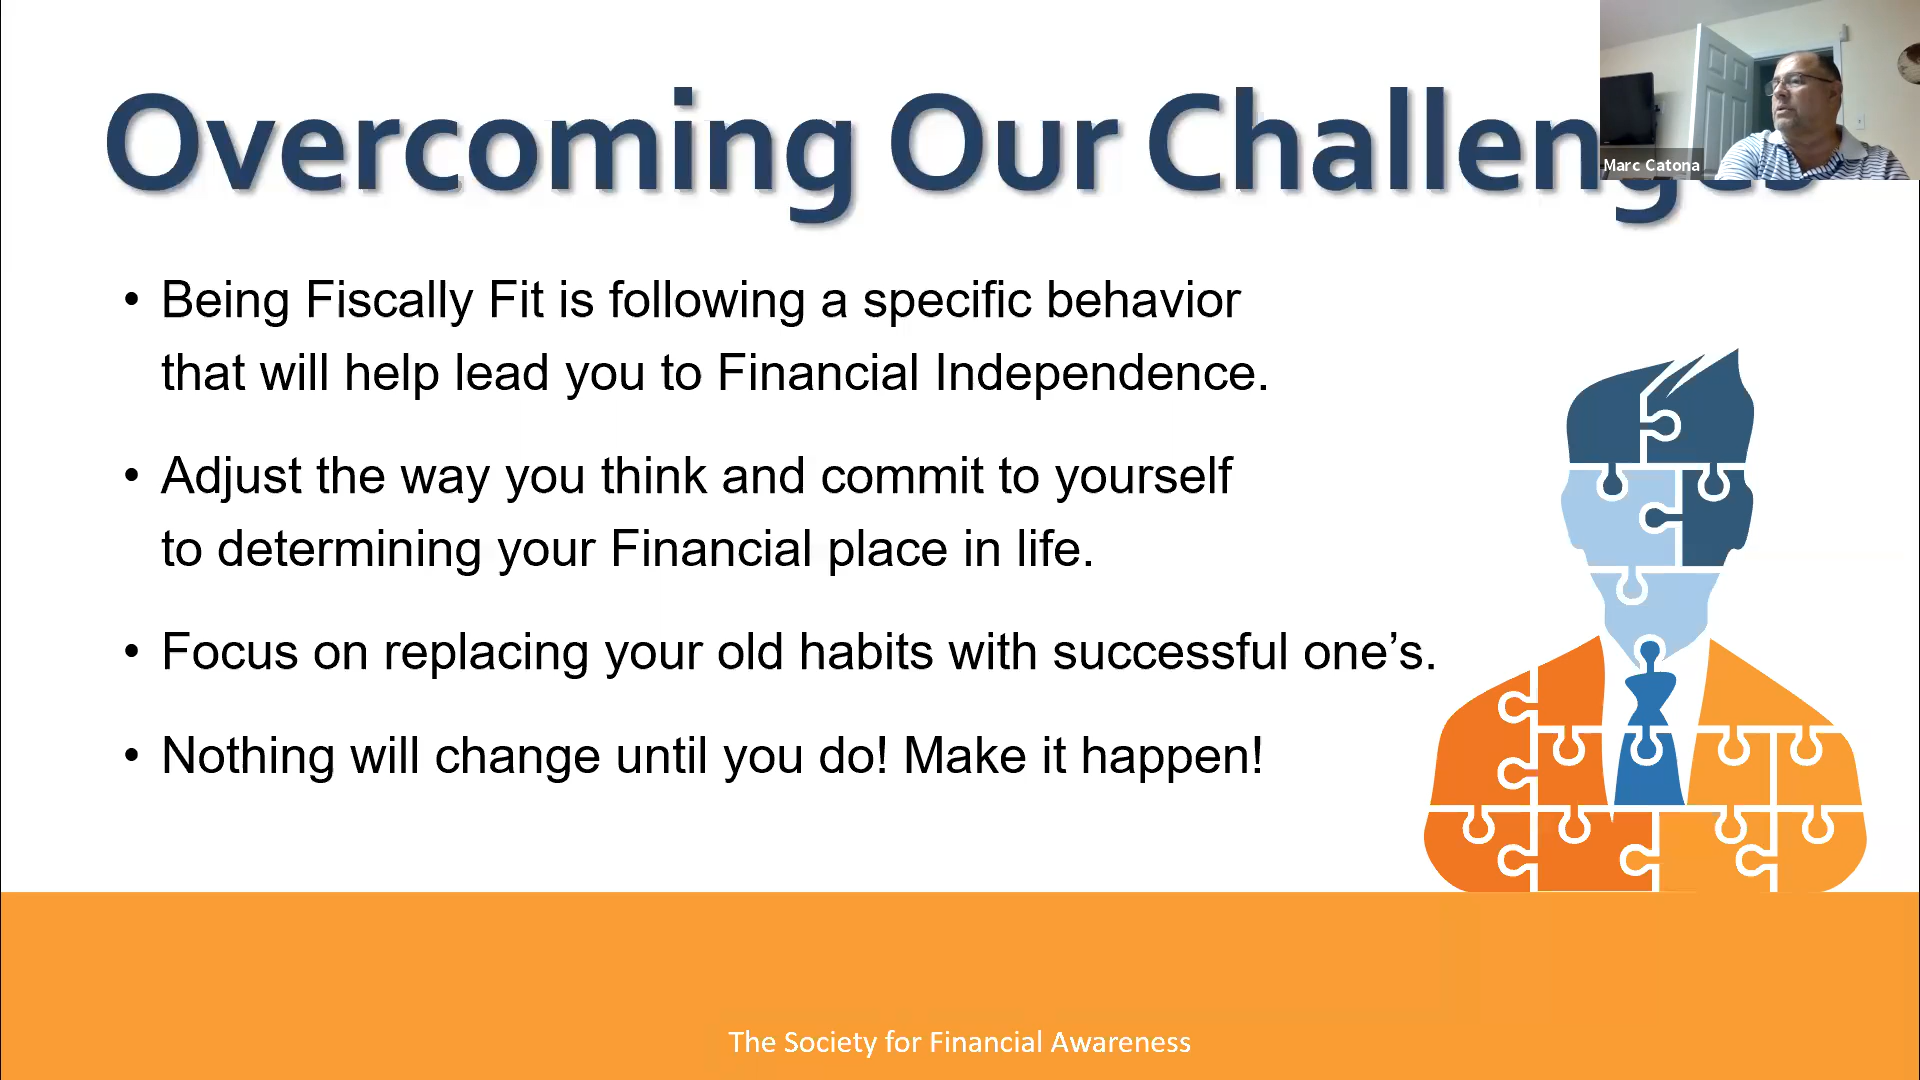 Overcoming Our Challenges
Marc Catona
• Being Fiscally Fit is following a specific behavior
that will help lead you to Financial Independence.
• Adjust the way you think and commit to yourself
to determining your Financial place in life.
• Focus on replacing your old habits with successful one’s.
• Nothing will change until you do! Make it happen!
The Society for Financial Awareness